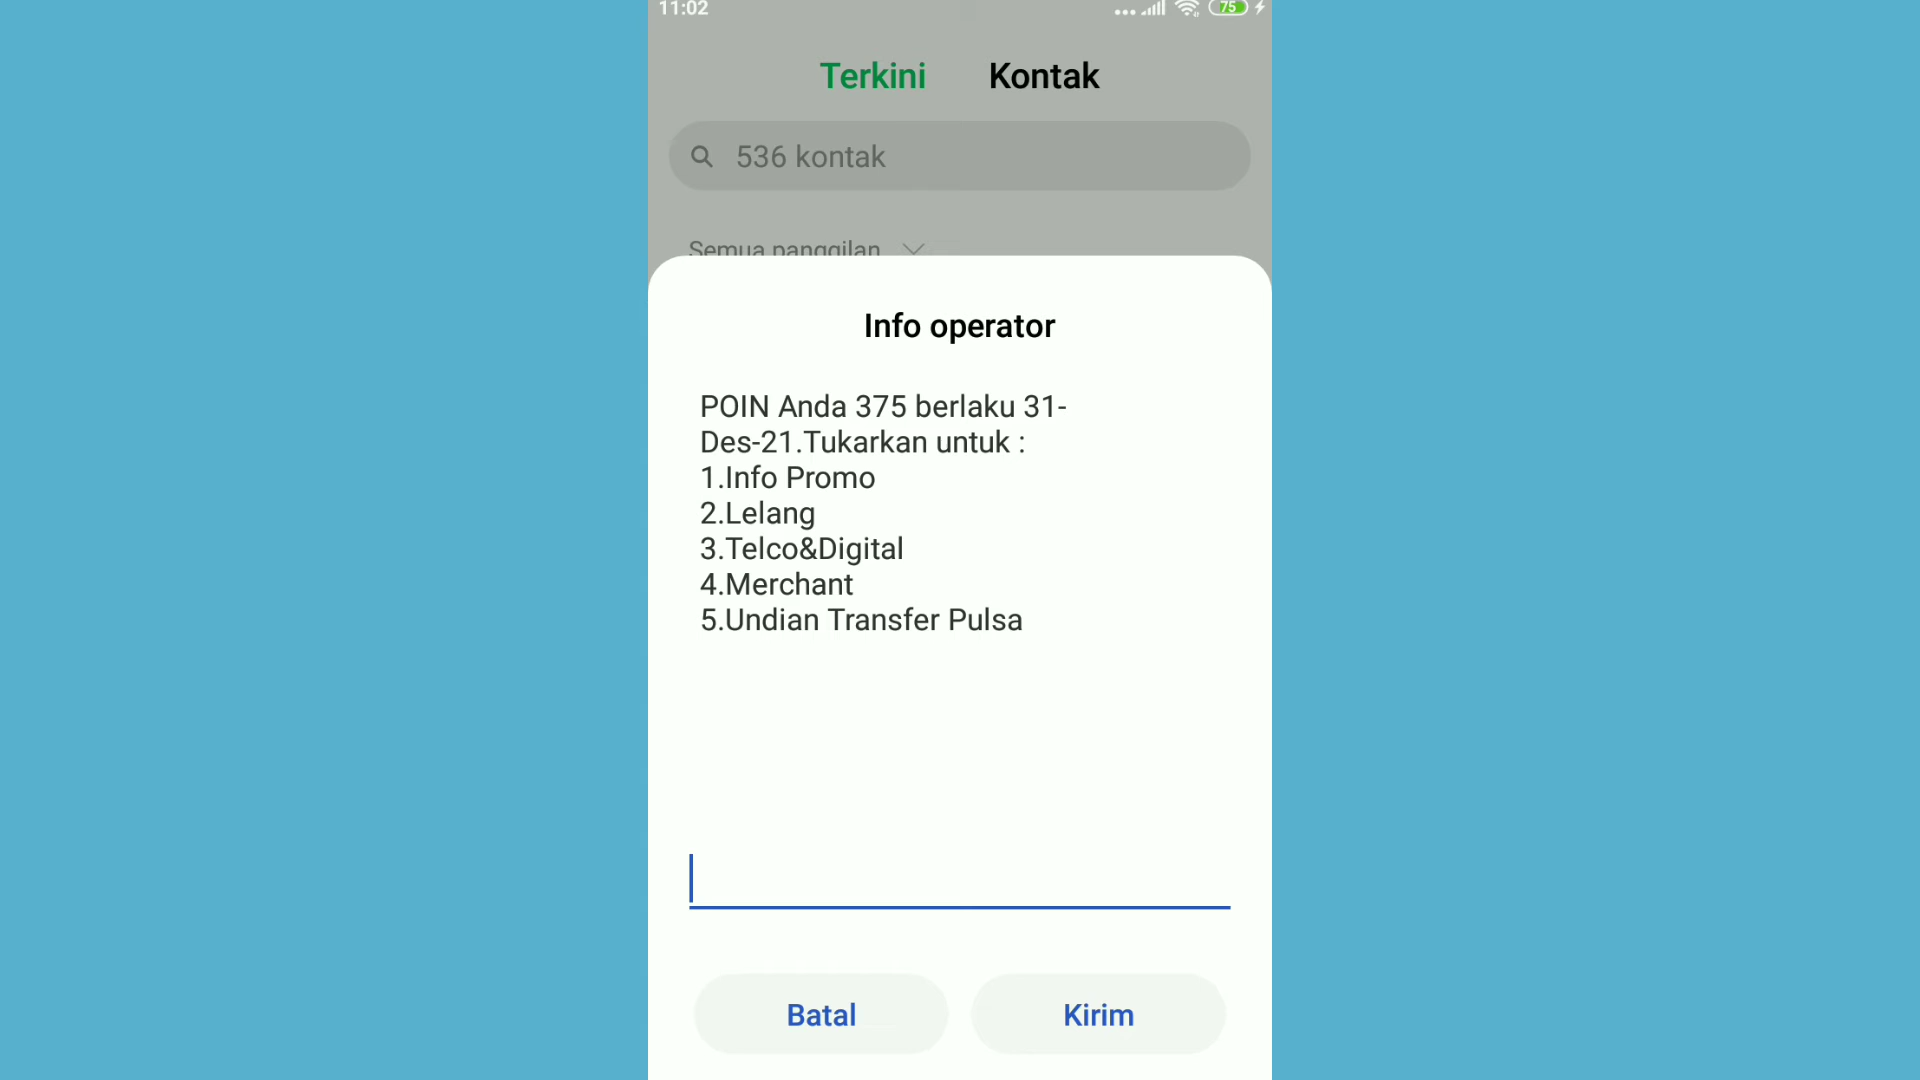 11:02
75
Terkini Kontak
536 kontak
Semua panggilan
Info operator
POIN Anda 375 berlaku 31-
Des-21.Tukarkan untuk :
1.Info Promo
2.Lelang
3.Telco&Digital
4.Merchant
5.Undian Transfer Pulsa
Batal Kirim